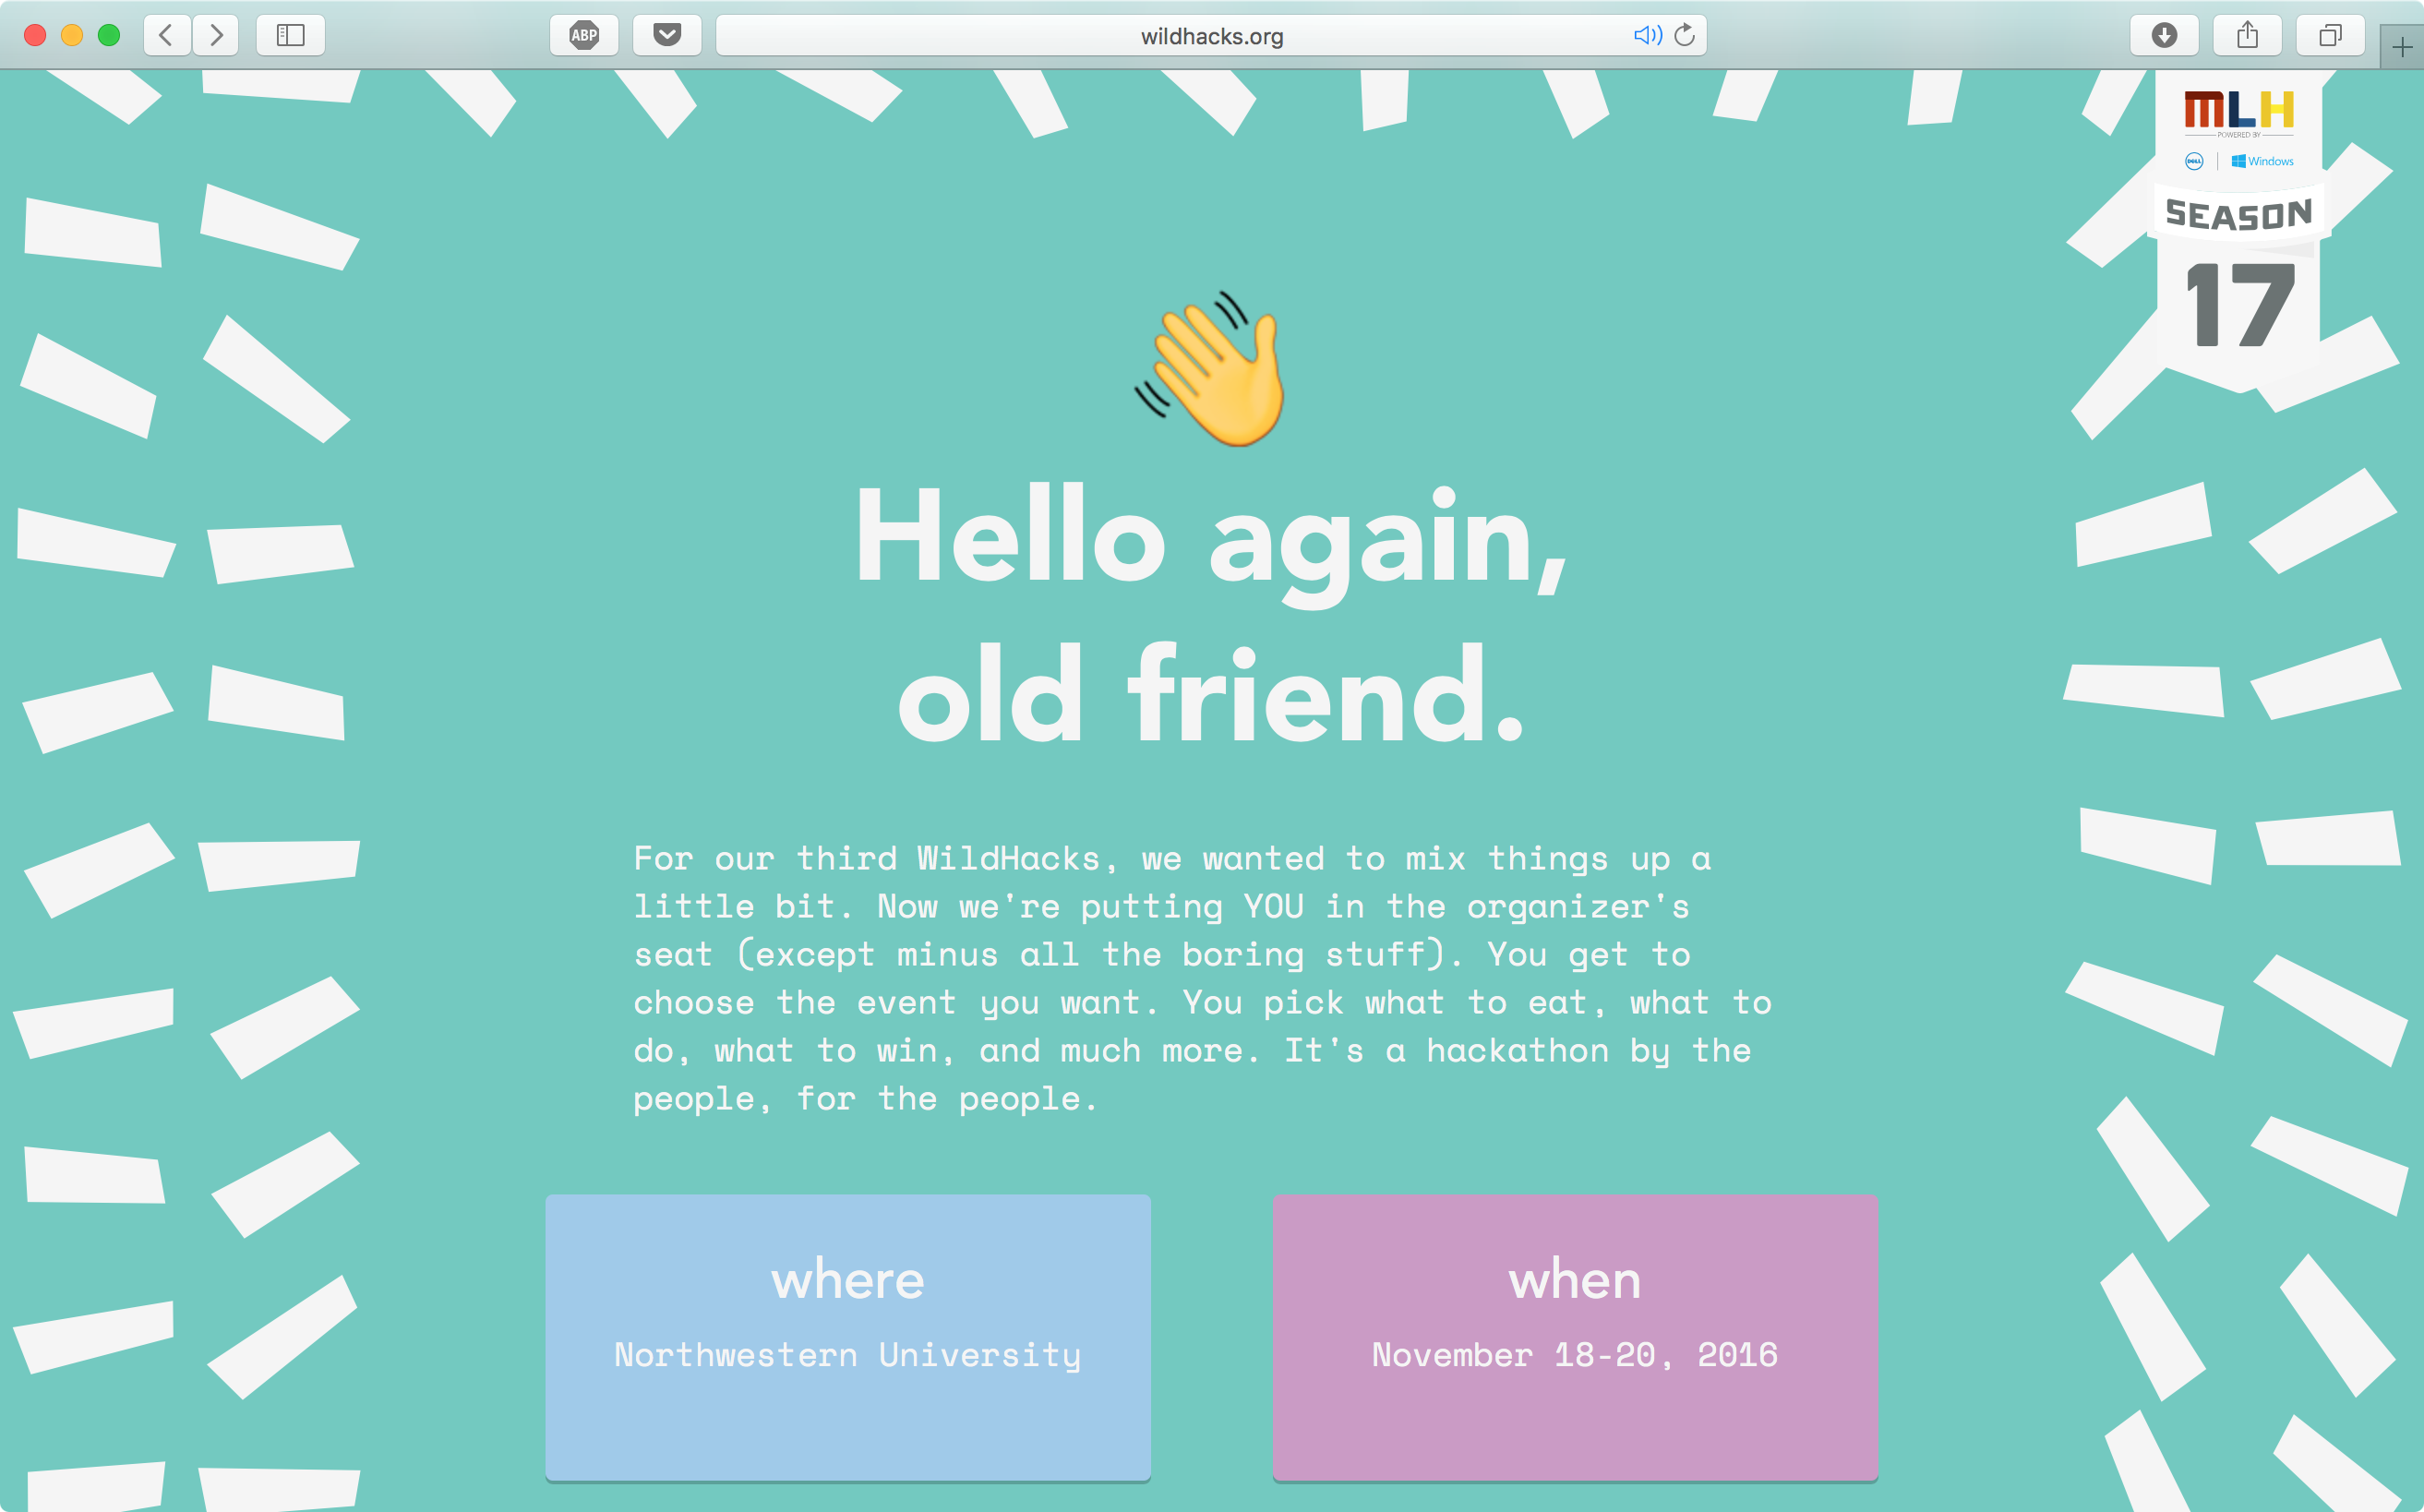 ABP
wildhacks.org
MLH
POWERED BY
DELL
Windows
SEASON
17
Hello again,
old friend.
For our third WildHacks, we wanted to mix things up a
little bit. Now we're putting YOU in the organizer's
seat (except minus all the boring stuff). You get to
choose the event you want. You pick what to eat, what to
do, what to win, and much more. It's a hackathon by the
people, for the people.
where
Northwestern University
when
November 18-20, 2016